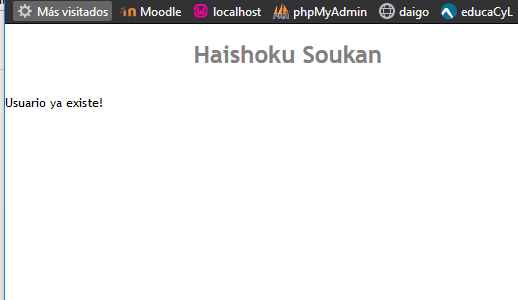 Más visitados Moodle localhost phpMyAdmin daigo educaCyL
Haishoku Soukan
Usuario ya existe!